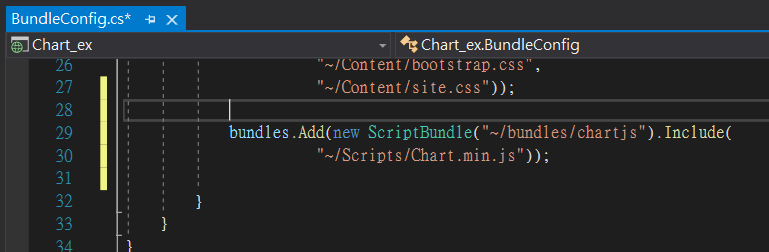 BundleConfig.cs*
Chart_ex Chart_ex.BundleConfig
26 "~/Content/bootstrap.css",
27 "~/Content/site.css"));
28
29 bundles.Add(new ScriptBundle("~/bundles/chartjs").Include(
30 "~/Scripts/Chart.min.js"));
31
32 }
33 }
34 }